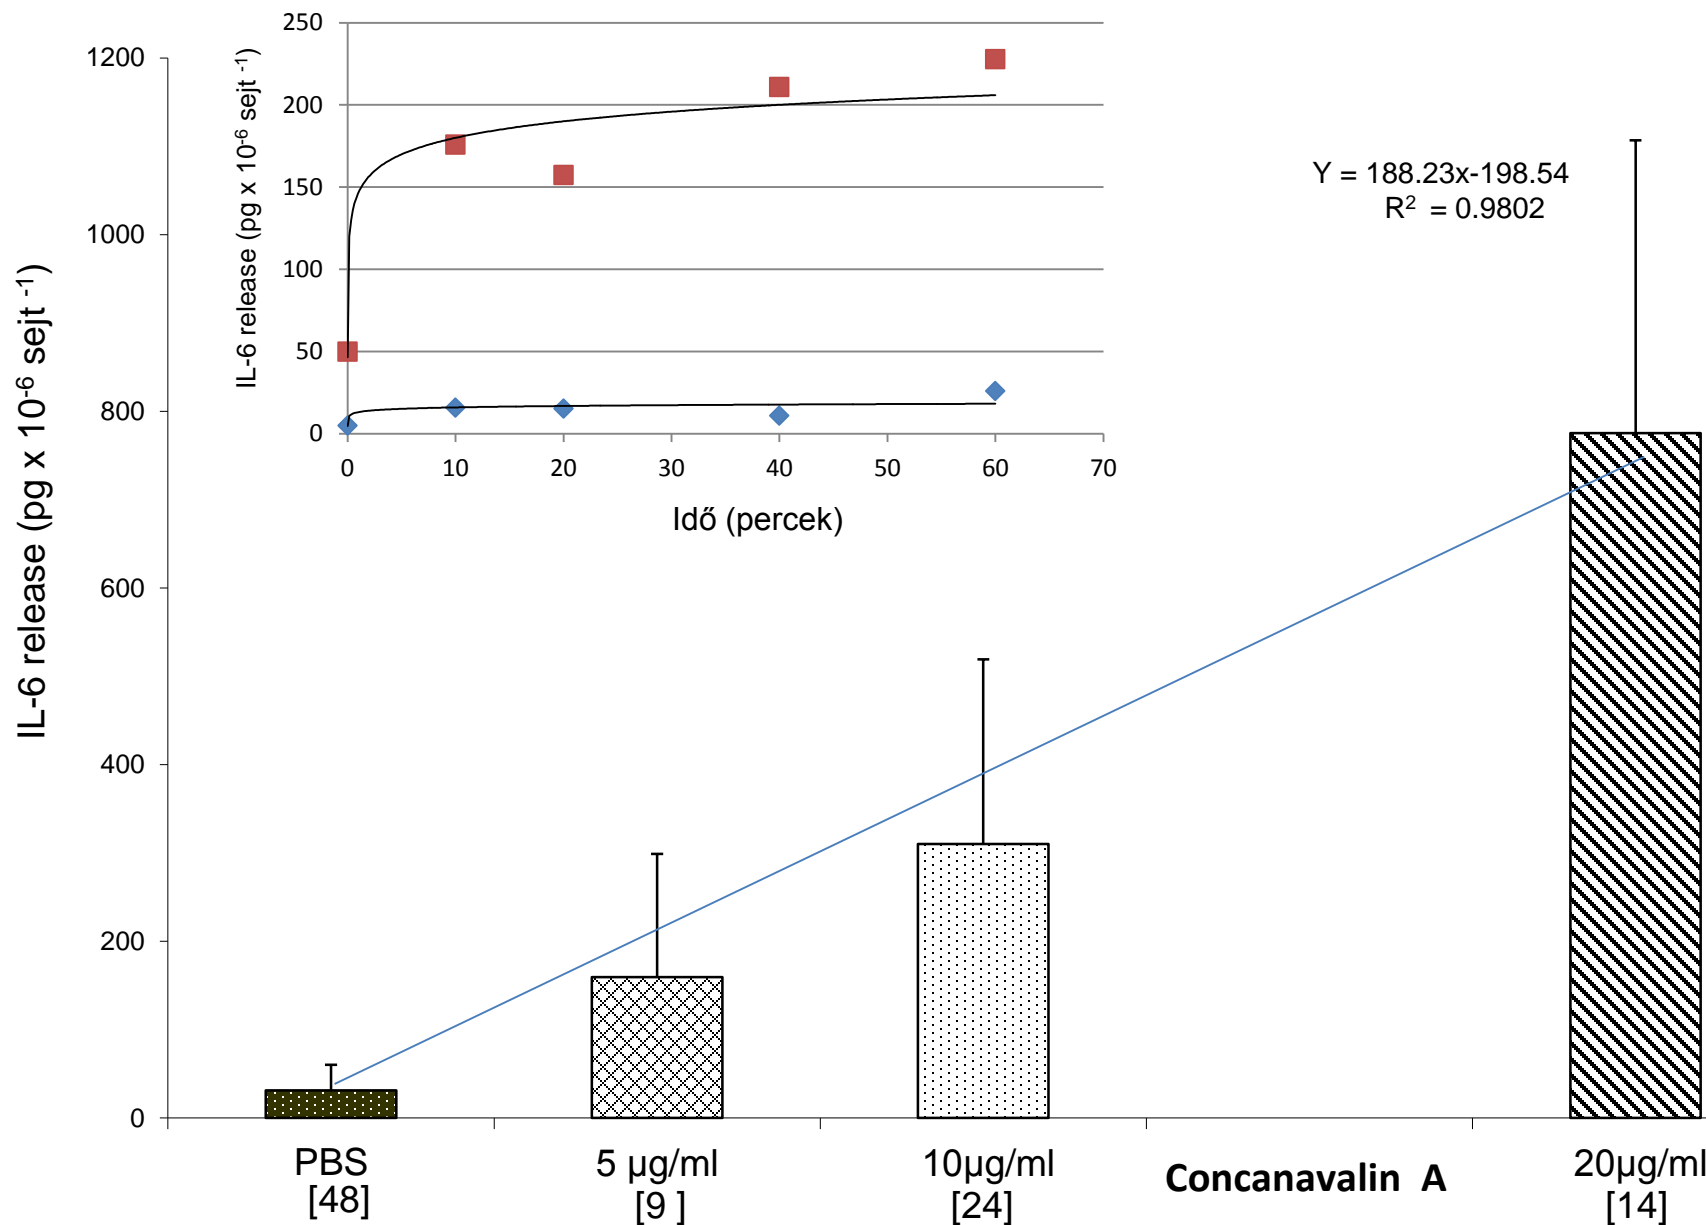 IL-6 release (pg x 10⁻⁶ sejt ⁻¹)
1200
1000
800
600
400
200
0
IL-6 release (pg x 10⁻⁶ sejt ⁻¹)
250
200
150
100
50
0
0 10 20 30 40 50 60 70
Idő (percek)
Y = 188.23x-198.54
R² = 0.9802
PBS 5 µg/ml 10µg/ml Concanavalin A 20µg/ml
[48] [9 ] [24] [14]